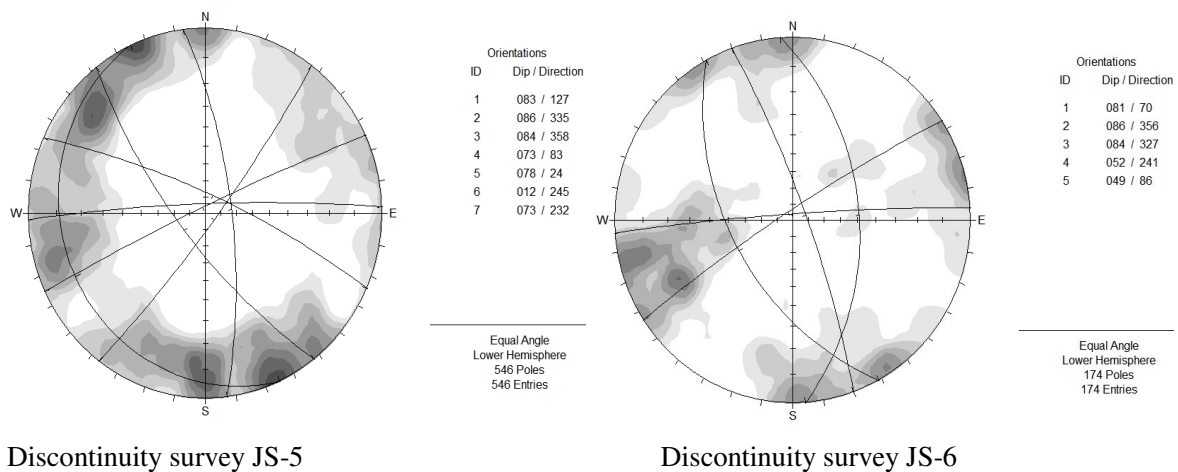 N
W
E
S
Orientations
ID Dip / Direction
1 083 / 127
2 086 / 335
3 084 / 358
4 073 / 83
5 078 / 24
6 012 / 245
7 073 / 232
Equal Angle
Lower Hemisphere
546 Poles
546 Entries
N
W
E
S
Orientations
ID Dip / Direction
1 081 / 70
2 086 / 356
3 084 / 327
4 052 / 241
5 049 / 86
Equal Angle
Lower Hemisphere
174 Poles
174 Entries
Discontinuity survey JS-5
Discontinuity survey JS-6